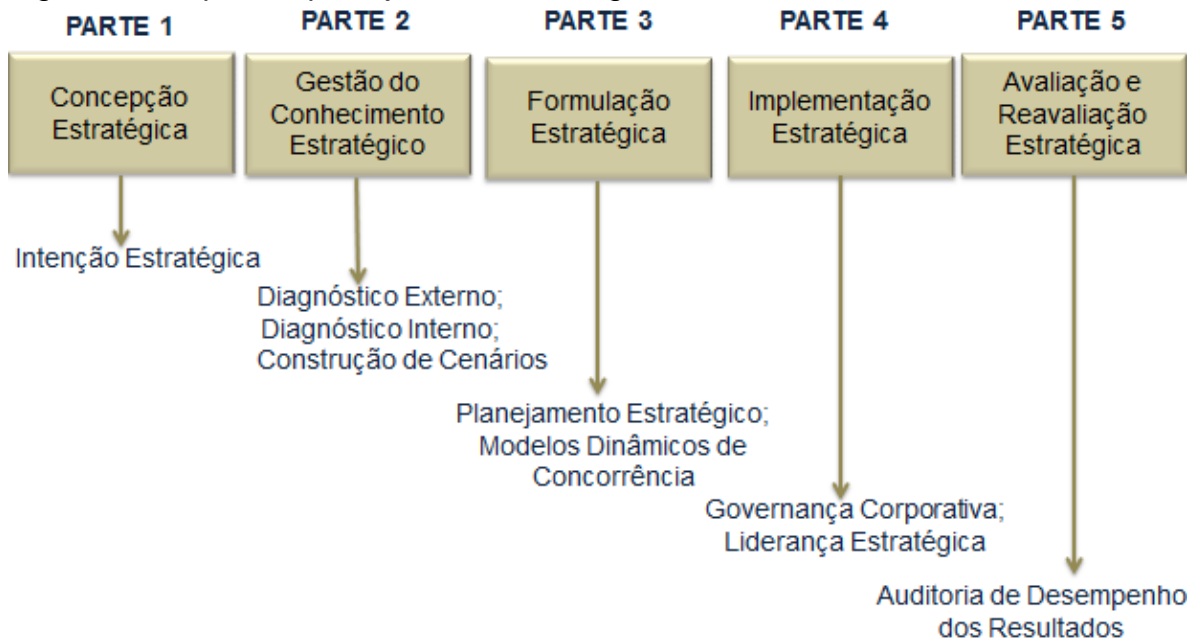 PARTE 1
PARTE 2
PARTE 3
PARTE 4
PARTE 5
Concepção
Estratégica
Gestão do
Conhecimento
Estratégico
Formulação
Estratégica
Implementação
Estratégica
Avaliação e
Reavaliação
Estratégica
Intenção Estratégica
Diagnóstico Externo;
Diagnóstico Interno;
Construção de Cenários
Planejamento Estratégico;
Modelos Dinâmicos de
Concorrência
Governança Corporativa;
Liderança Estratégica
Auditoria de Desempenho
dos Resultados